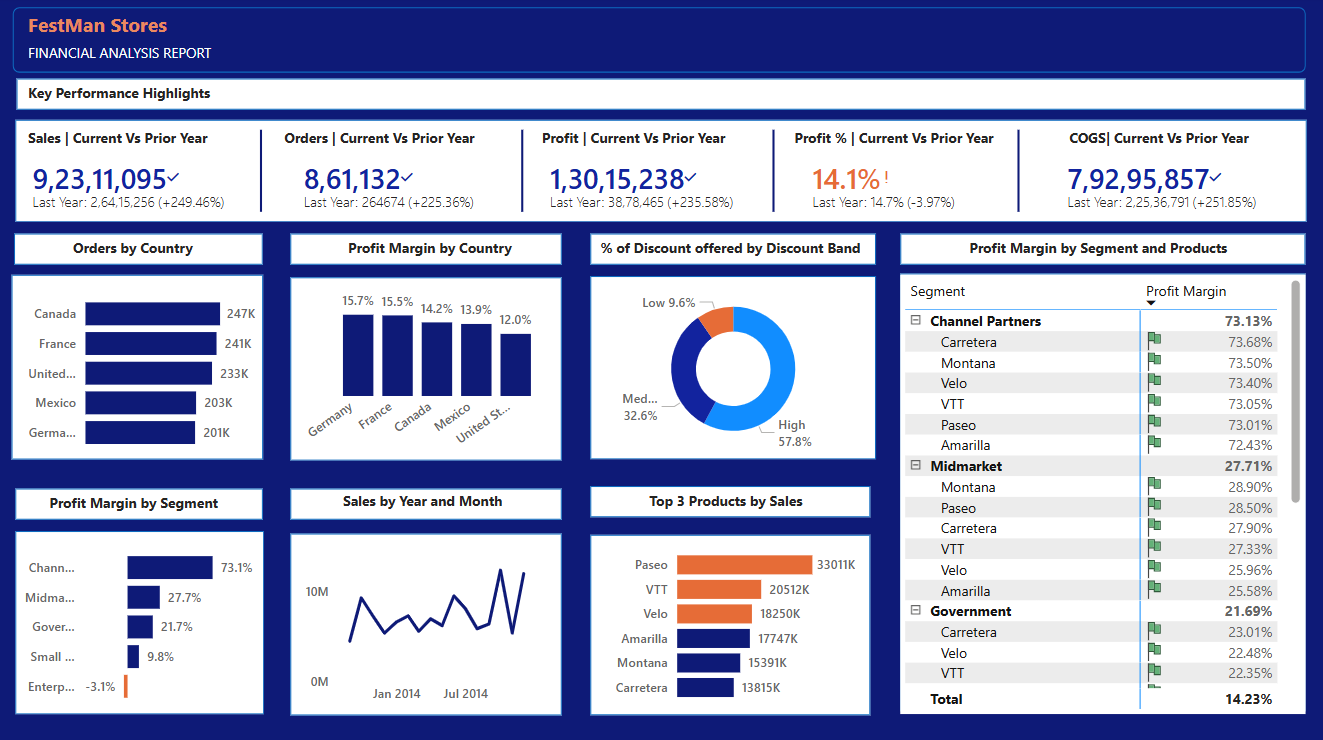 FestMan Stores
FINANCIAL ANALYSIS REPORT
Key Performance Highlights
Sales | Current Vs Prior Year
9,23,11,095
Last Year: 2,64,15,256 (+249.46%)
Orders | Current Vs Prior Year
8,61,132
Last Year: 264674 (+225.36%)
Profit | Current Vs Prior Year
1,30,15,238
Last Year: 38,78,465 (+235.58%)
Profit % | Current Vs Prior Year
14.1% !
Last Year: 14.7% (-3.97%)
COGS| Current Vs Prior Year
7,92,95,857
Last Year: 2,25,36,791 (+251.85%)
Orders by Country
Canada 247K
France 241K
United... 233K
Mexico 203K
Germa... 201K
Profit Margin by Country
15.7% 15.5% 14.2% 13.9% 12.0%
Germany France Canada Mexico United St...
% of Discount offered by Discount Band
Low 9.6%
Med...
32.6%
High
57.8%
Profit Margin by Segment
Chann... 73.1%
Midma... 27.7%
Gover... 21.7%
Small ... 9.8%
Enterp... -3.1%
Sales by Year and Month
10M
0M
Jan 2014 Jul 2014
Top 3 Products by Sales
Paseo 33011K
VTT 20512K
Velo 18250K
Amarilla 17747K
Montana 15391K
Carretera 13815K
Profit Margin by Segment and Products
Segment Profit Margin
Channel Partners 73.13%
Carretera 73.68%
Montana 73.50%
Velo 73.40%
VTT 73.05%
Paseo 73.01%
Amarilla 72.43%
Midmarket 27.71%
Montana 28.90%
Paseo 28.50%
Carretera 27.90%
VTT 27.33%
Velo 25.96%
Amarilla 25.58%
Government 21.69%
Carretera 23.01%
Velo 22.48%
VTT 22.35%
Total 14.23%